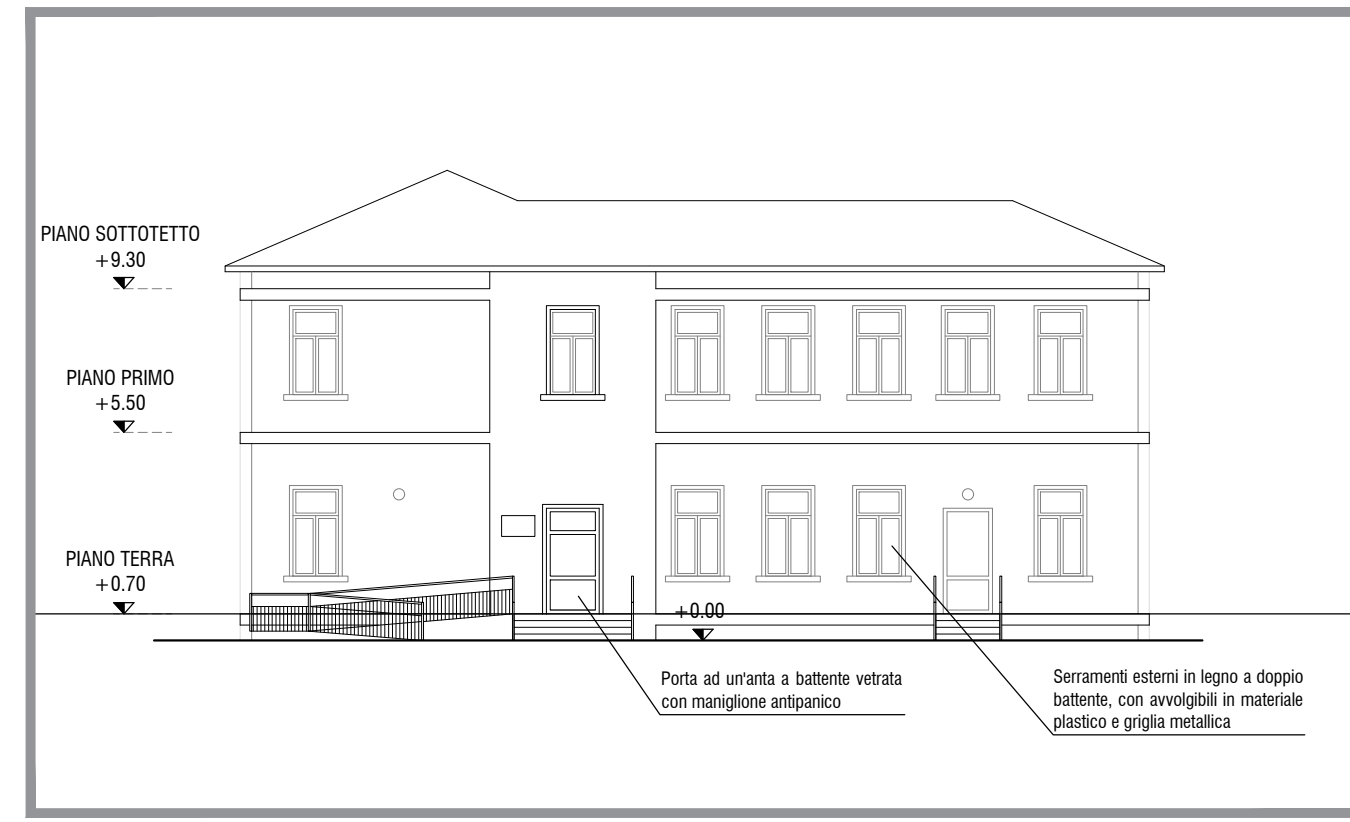 PIANO SOTTOTETTO
+9.30
PIANO PRIMO
+5.50
PIANO TERRA
+0.70
+0.00
Porta ad un'anta a battente vetrata
con maniglione antipanico
Serramenti esterni in legno a doppio
battente, con avvolgibili in materiale
plastico e griglia metallica